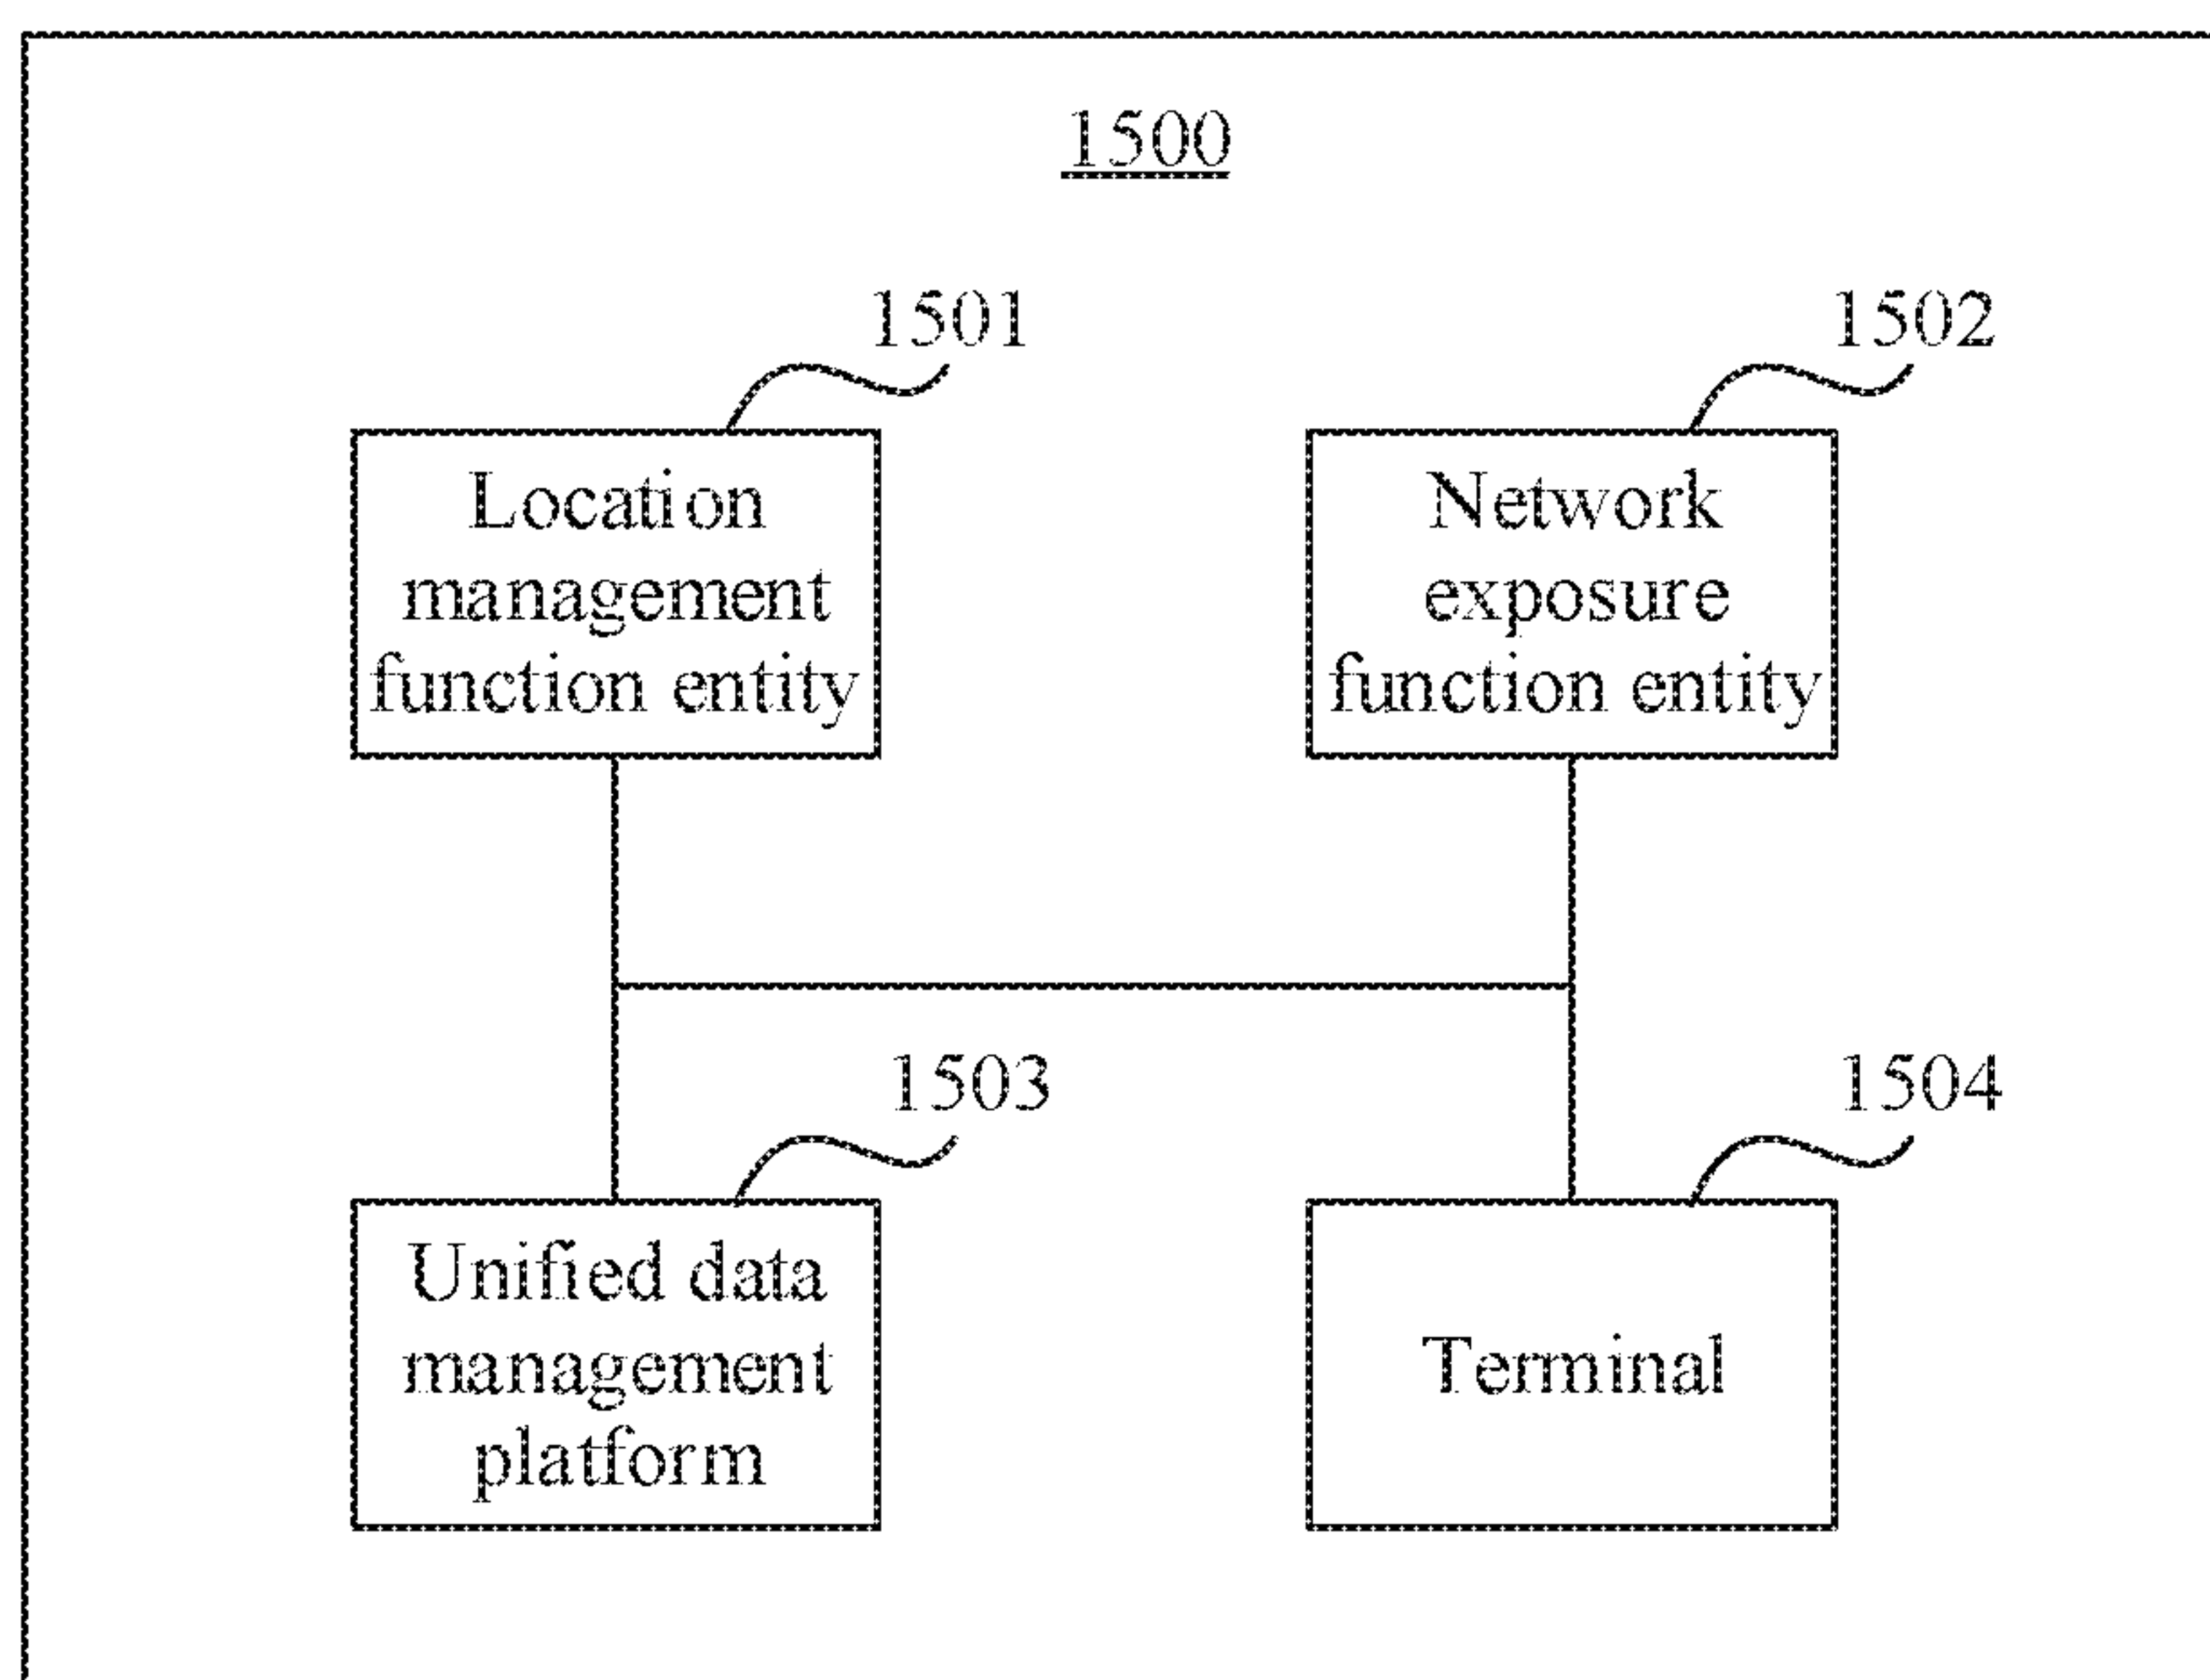 1500
1501
1502
Location
management
function entity
Network
exposure
function entity
1503
1504
Unified data
management
platform
Terminal